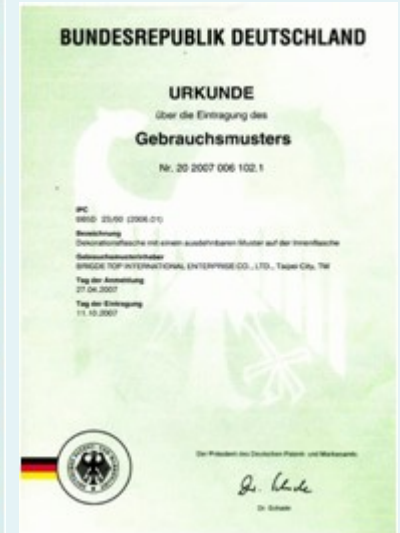 BUNDESREPUBLIK DEUTSCHLAND
URKUNDE
über die Eintragung des
Gebrauchsmusters
Nr. 20 2007 006 102.1
IPC
B65D 23/00 (2006.01)
Bezeichnung
Dekorationsflasche mit einem ausdehnbaren Muster auf der Innenflasche
Gebrauchsmusterinhaber
BRIGDE TOP INTERNATIONAL ENTERPRISE CO., LTD., Taipei City, TW
Tag der Anmeldung
27.04.2007
Tag der Eintragung
11.10.2007
Der Präsident des Deutschen Patent- und Markenamts
Dr. Schade
Dr. Schade